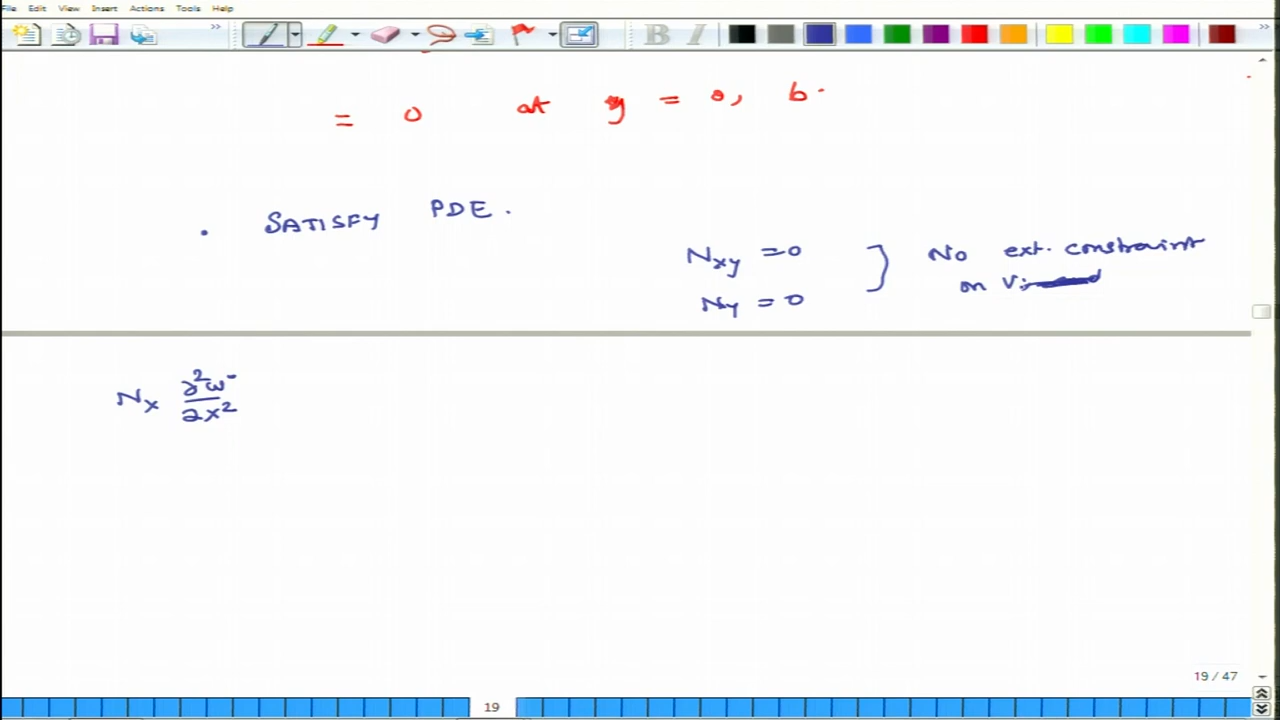 File Edit View Insert Actions Tools Help
B I
= 0 at y = 0, b.
. SATISFY PDE.
Nxy = 0 } No ext. constraint
Ny = 0 on v
Nx ∂²w/∂x²
19 / 47
19